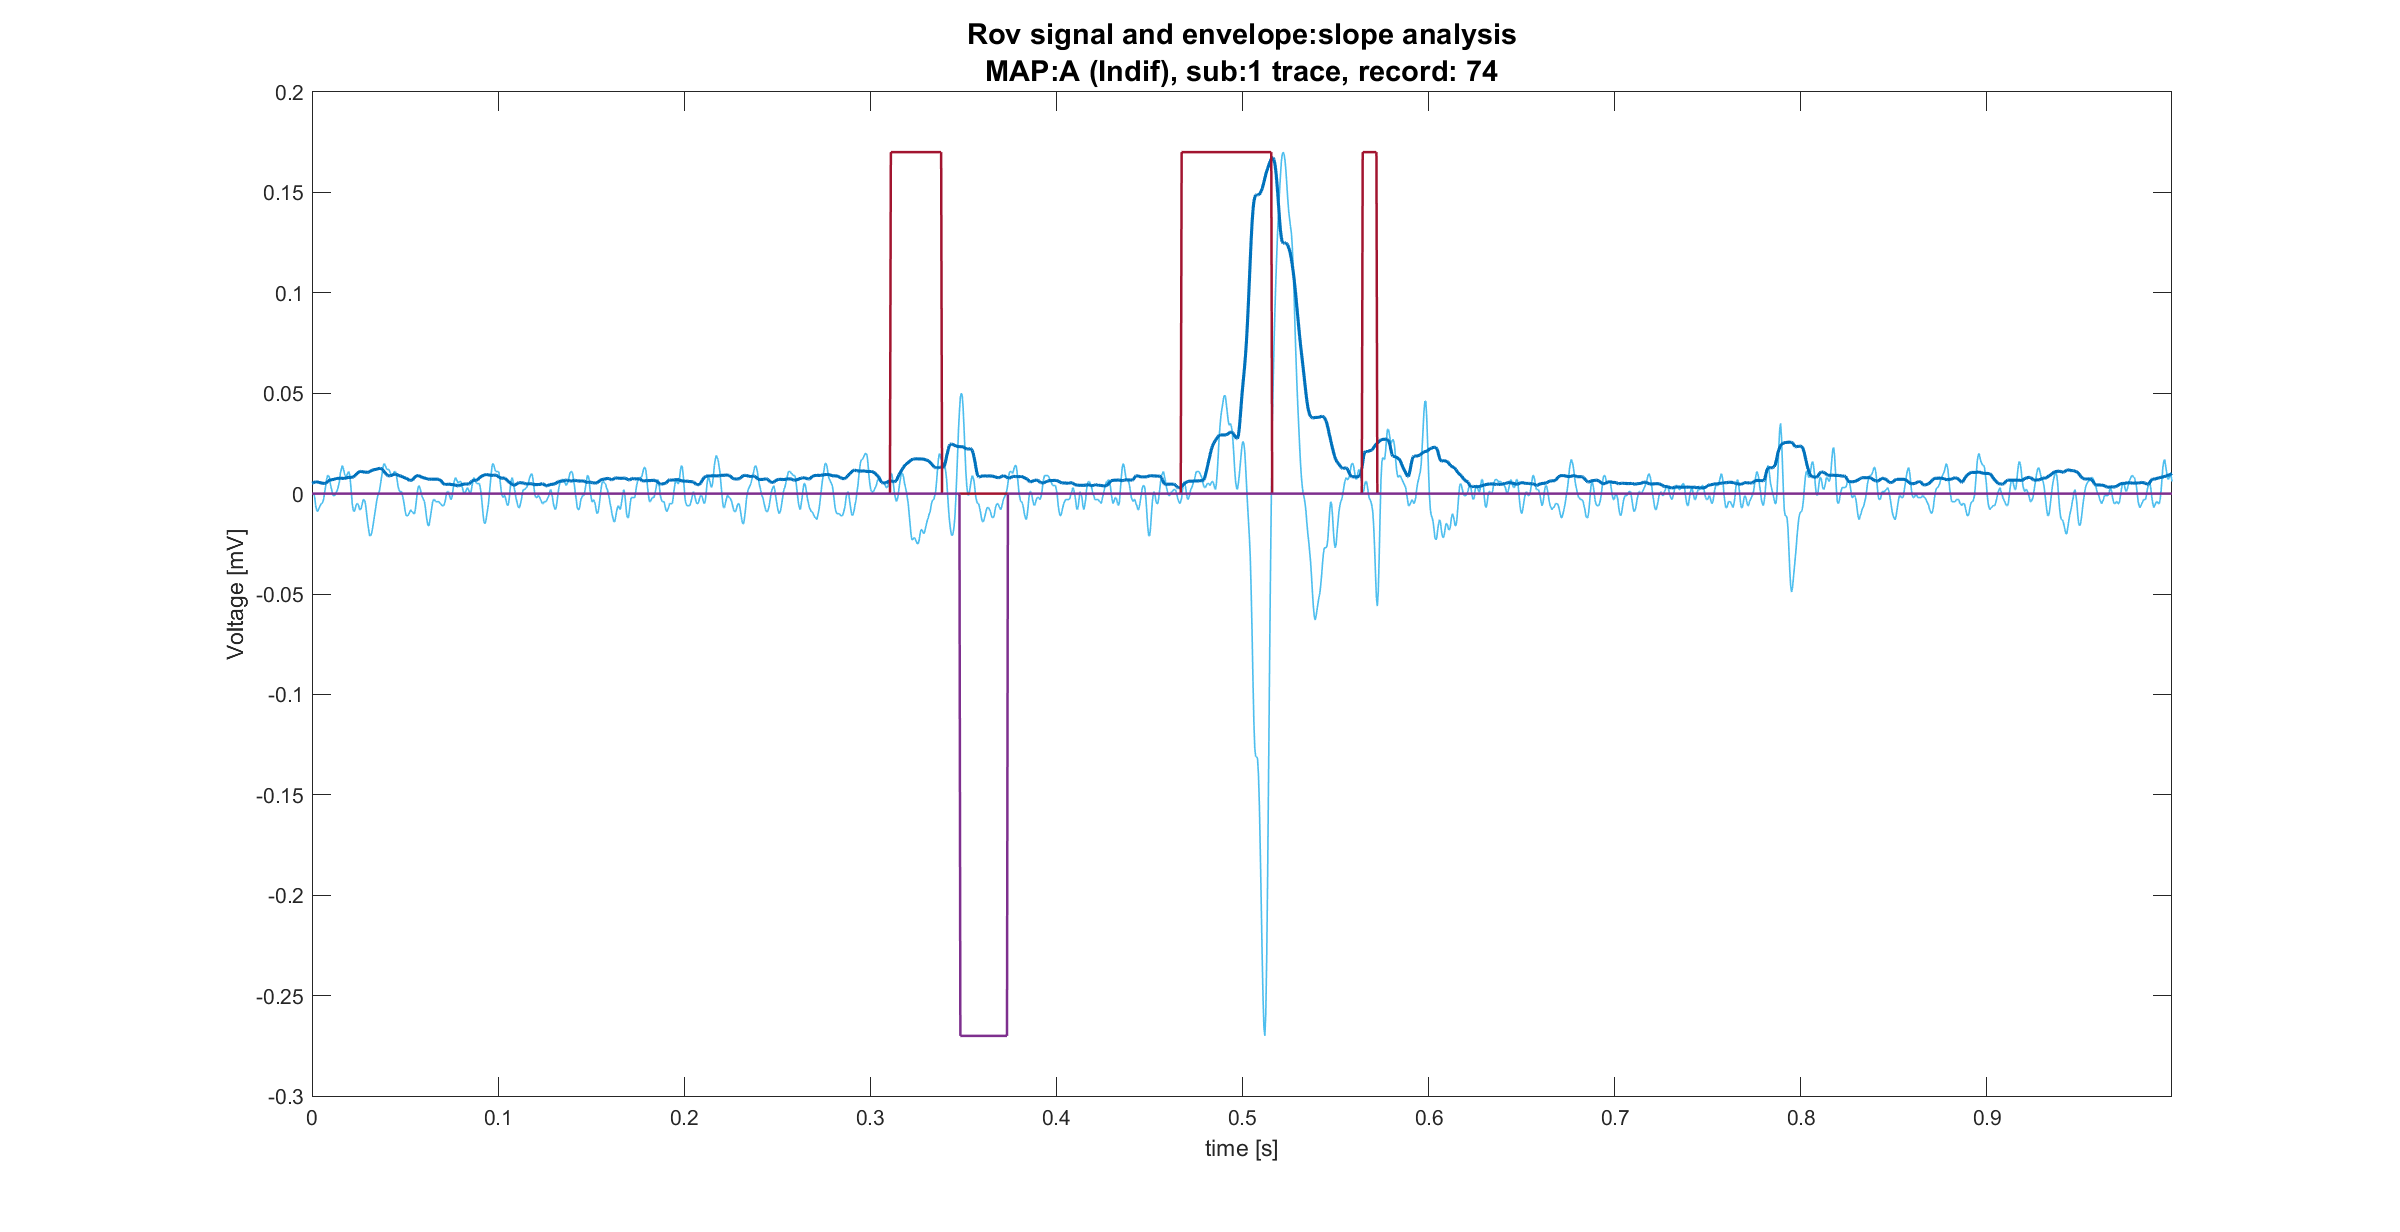 Rov signal and envelope:slope analysis
MAP:A (Indif), sub:1 trace, record: 74
0.2
0.15
0.1
0.05
0
-0.05
-0.1
-0.15
-0.2
-0.25
-0.3
Voltage [mV]
0 0.1 0.2 0.3 0.4 0.5 0.6 0.7 0.8 0.9
time [s]